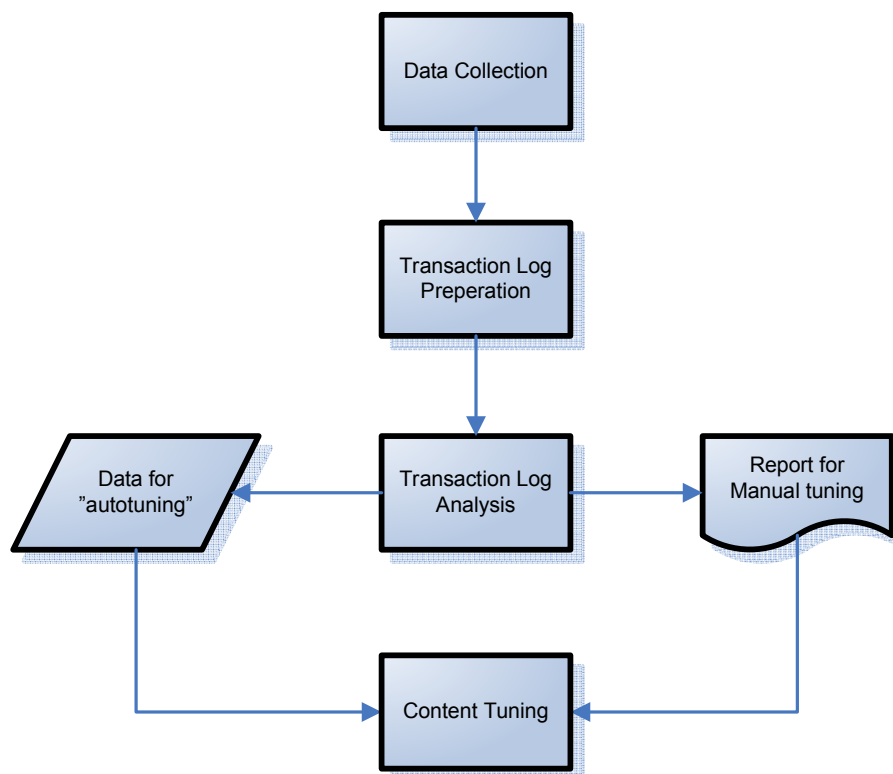 Data Collection
Transaction Log
Preperation
Data for
”autotuning”
Transaction Log
Analysis
Report for
Manual tuning
Content Tuning